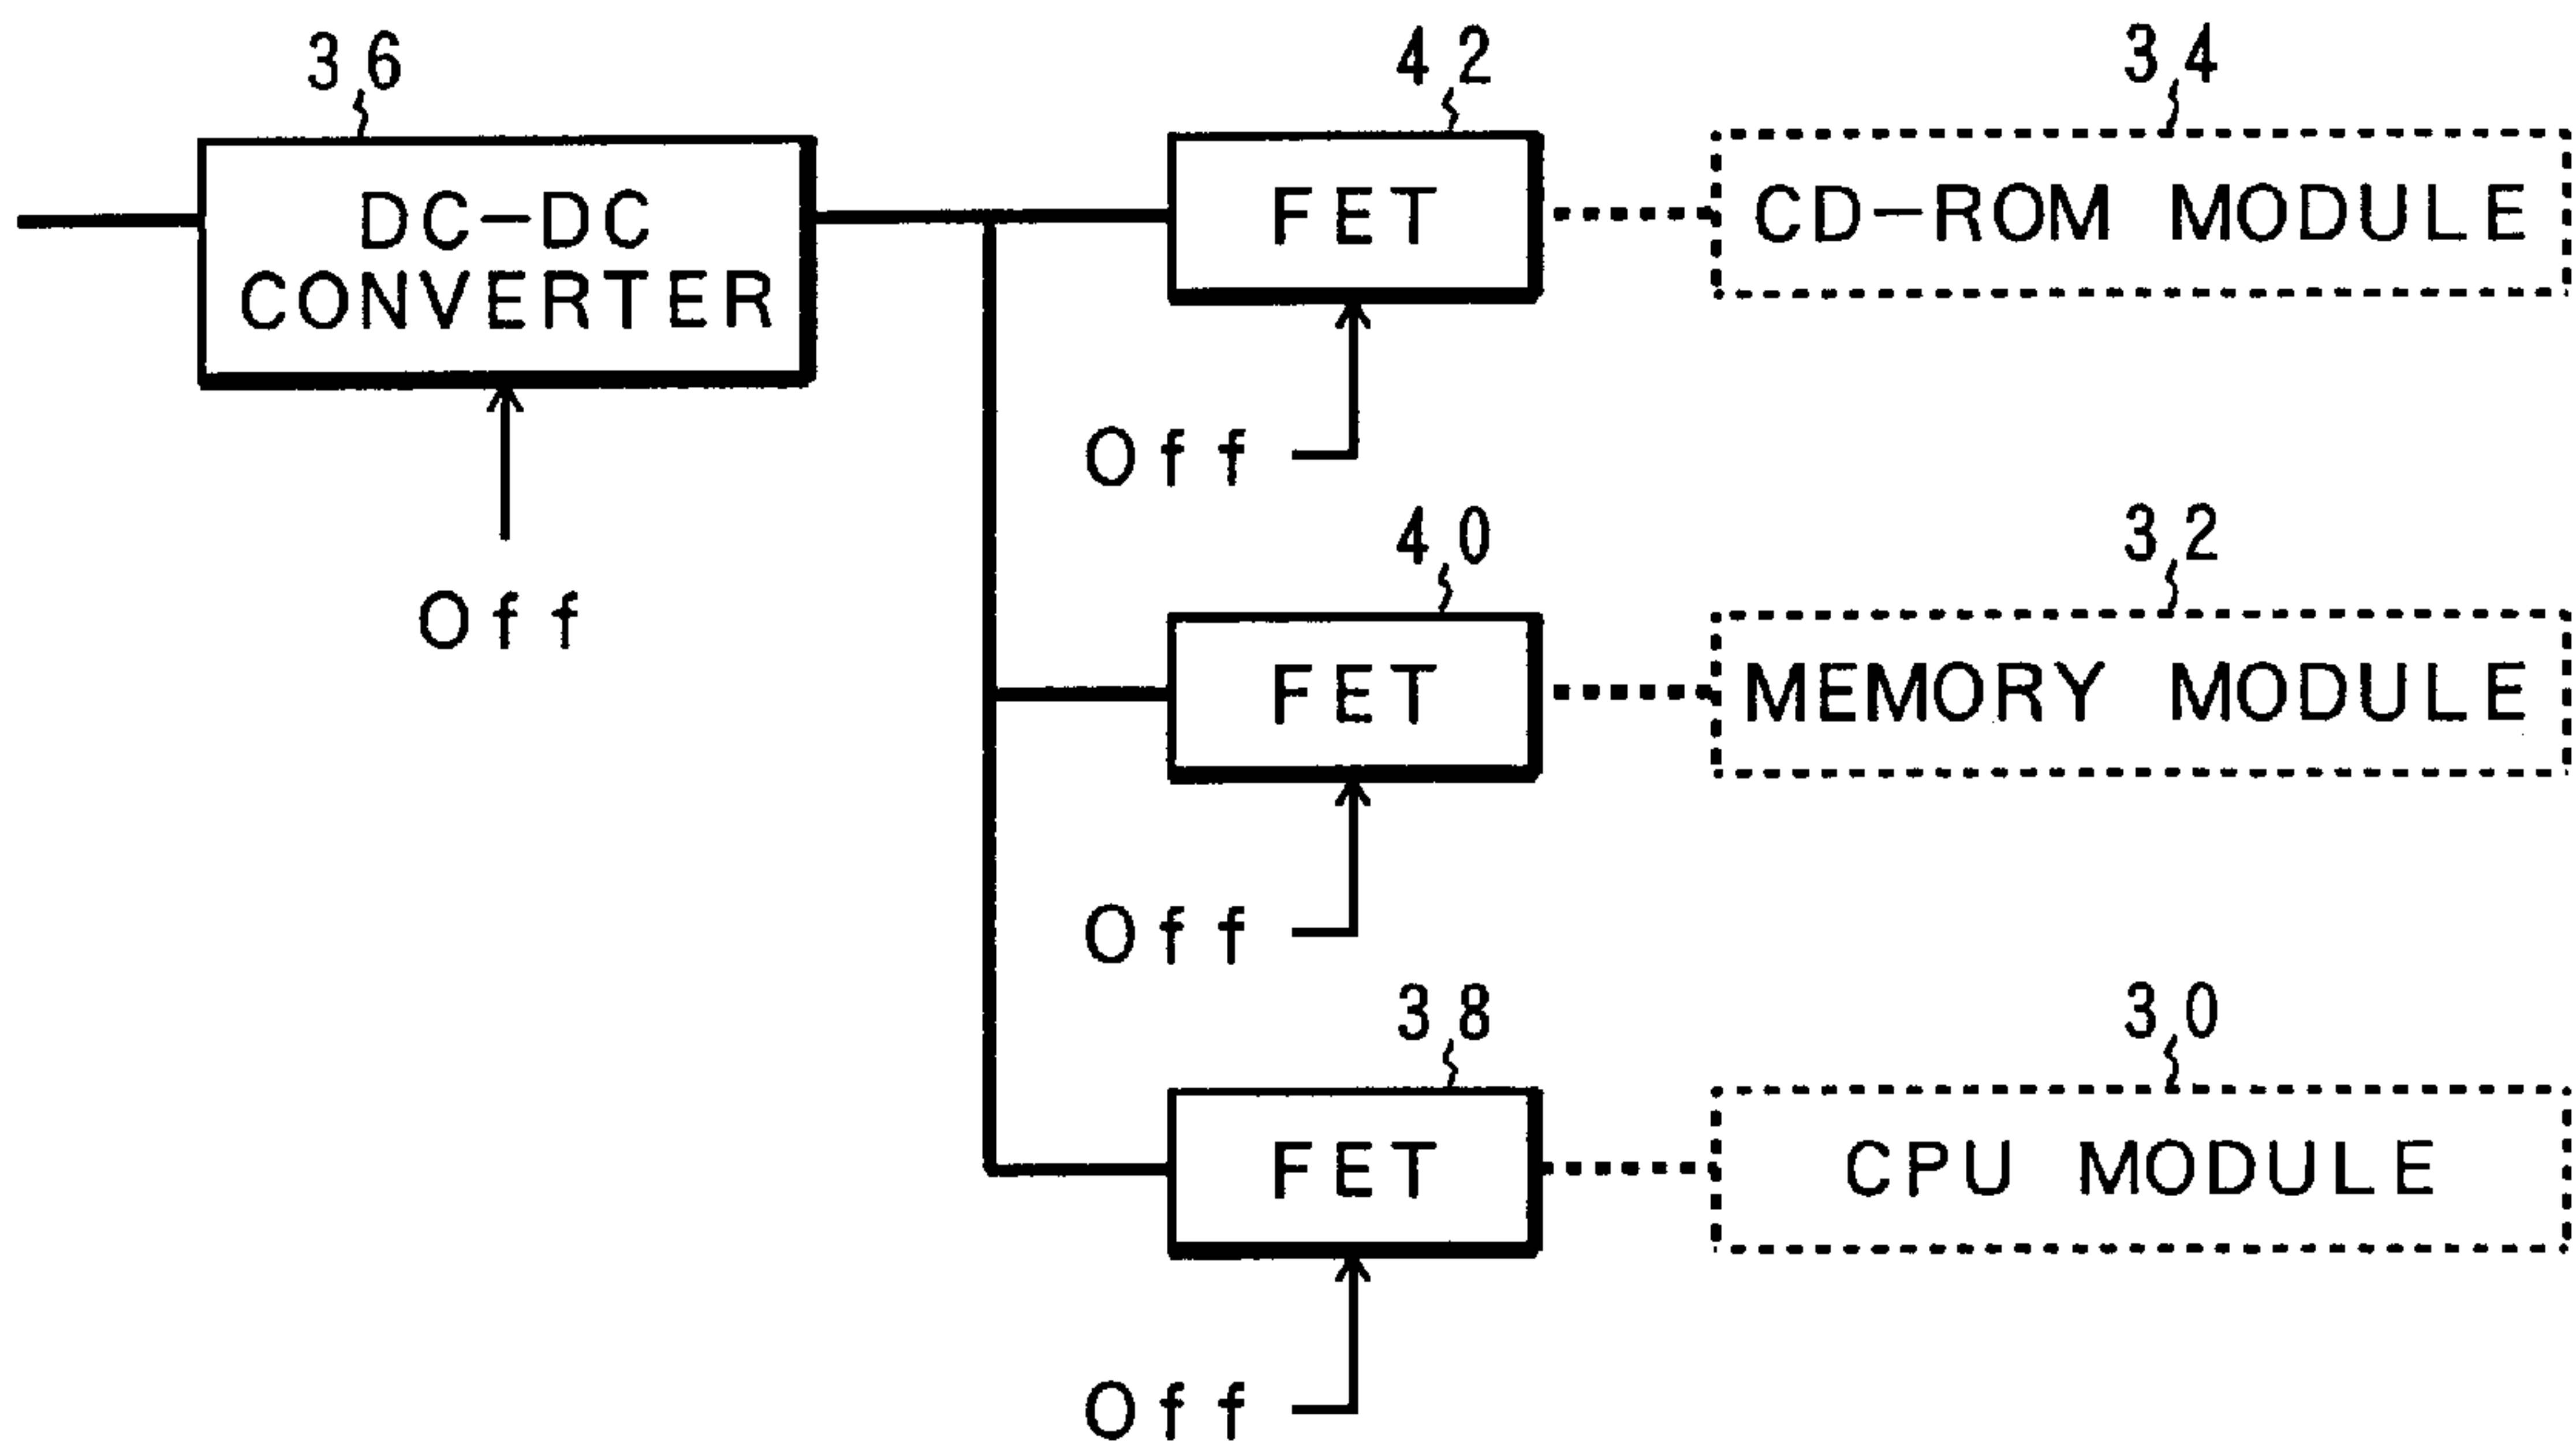 36
42
34
DC-DC
CONVERTER
FET
CD-ROM MODULE
Off
Off
40
32
FET
MEMORY MODULE
Off
38
30
FET
CPU MODULE
Off